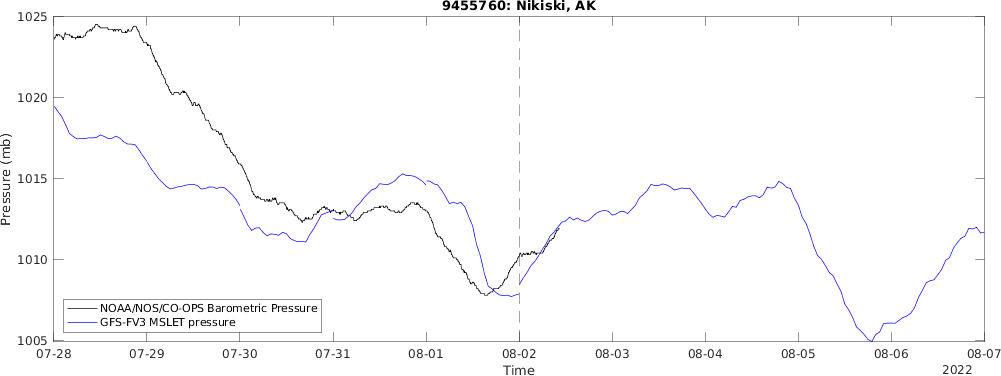 9455760: Nikiski, AK
Pressure (mb)
1025
1020
1015
1010
1005
NOAA/NOS/CO-OPS Barometric Pressure
GFS-FV3 MSLET pressure
07-28 07-29 07-30 07-31 08-01 08-02 08-03 08-04 08-05 08-06 08-07
Time
2022